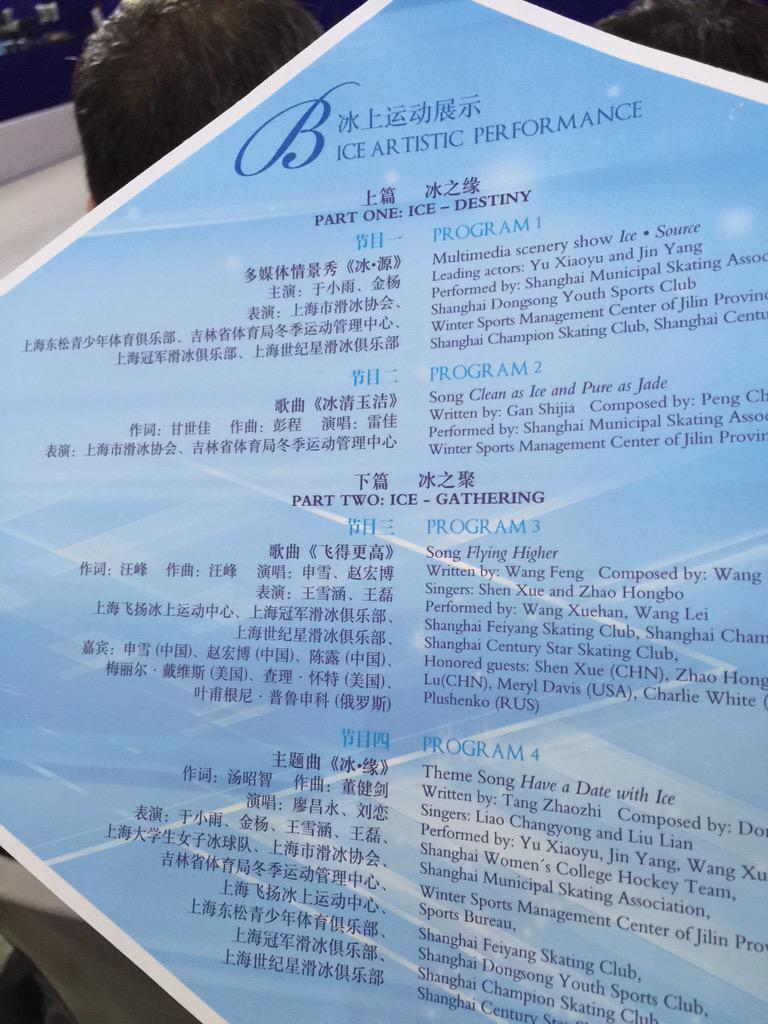 B 冰上运动展示
ICE ARTISTIC PERFORMANCE
上篇 冰之缘
PART ONE: ICE – DESTINY
节目一
多媒体情景秀《冰•源》
主演：于小雨、金杨
表演：上海市滑冰协会、
上海东松青少年体育俱乐部、吉林省体育局冬季运动管理中心、
上海冠军滑冰俱乐部、上海世纪星滑冰俱乐部
PROGRAM 1
Multimedia scenery show Ice • Source
Leading actors: Yu Xiaoyu and Jin Yang
Performed by: Shanghai Municipal Skating
Shanghai Dongsong Youth Sports Club
Winter Sports Management Center of Jilin
Shanghai Champion Skating Club, Shanghai
节目二
歌曲《冰清玉洁》
作词：甘世佳 作曲：彭程 演唱：雷佳
表演：上海市滑冰协会、吉林省体育局冬季运动管理中心
PROGRAM 2
Song Clean as Ice and Pure as Jade
Written by: Gan Shijia Composed by: Peng
Performed by: Shanghai Municipal Skating
Winter Sports Management Center of Jilin
下篇 冰之聚
PART TWO: ICE – GATHERING
节目三
歌曲《飞得更高》
作词：汪峰 作曲：汪峰 演唱：申雪、赵宏博
表演：王雪涵、王磊
上海飞扬冰上运动中心、上海冠军滑冰俱乐部、
上海世纪星滑冰俱乐部、
嘉宾：申雪 (中国)、赵宏博 (中国)、陈露 (中国)、
梅丽尔·戴维斯 (美国)、查理·怀特 (美国)、
叶甫根尼·普鲁申科 (俄罗斯)
PROGRAM 3
Song Flying Higher
Written by: Wang Feng Composed by: Wang
Singers: Shen Xue and Zhao Hongbo
Performed by: Wang Xuehan, Wang Lei
Shanghai Feiyang Skating Club, Shanghai
Shanghai Century Star Skating Club,
Honored guests: Shen Xue (CHN), Zhao
Lu(CHN), Meryl Davis (USA), Charlie White (
Plushenko (RUS)
节目四
主题曲《冰•缘》
作词：汤昭智 作曲：董健剑
演唱：廖昌永、刘恋
表演：于小雨、金杨、王雪涵、王磊、
上海大学生女子冰球队、上海市滑冰协会、
吉林省体育局冬季运动管理中心、
上海飞扬冰上运动中心、
上海东松青少年体育俱乐部、
上海冠军滑冰俱乐部、
上海世纪星滑冰俱乐部
PROGRAM 4
Theme Song Have a Date with Ice
Written by: Tang Zhaozhi Composed by:
Singers: Liao Changyong and Liu Lian
Performed by: Yu Xiaoyu, Jin Yang, Wang
Shanghai Women´s College Hockey Team,
Shanghai Municipal Skating Association,
Winter Sports Management Center of Jilin
Sports Bureau,
Shanghai Feiyang Skating Club,
Shanghai Dongsong Youth Sports Club,
Shanghai Champion Skating Club,
Shanghai Century